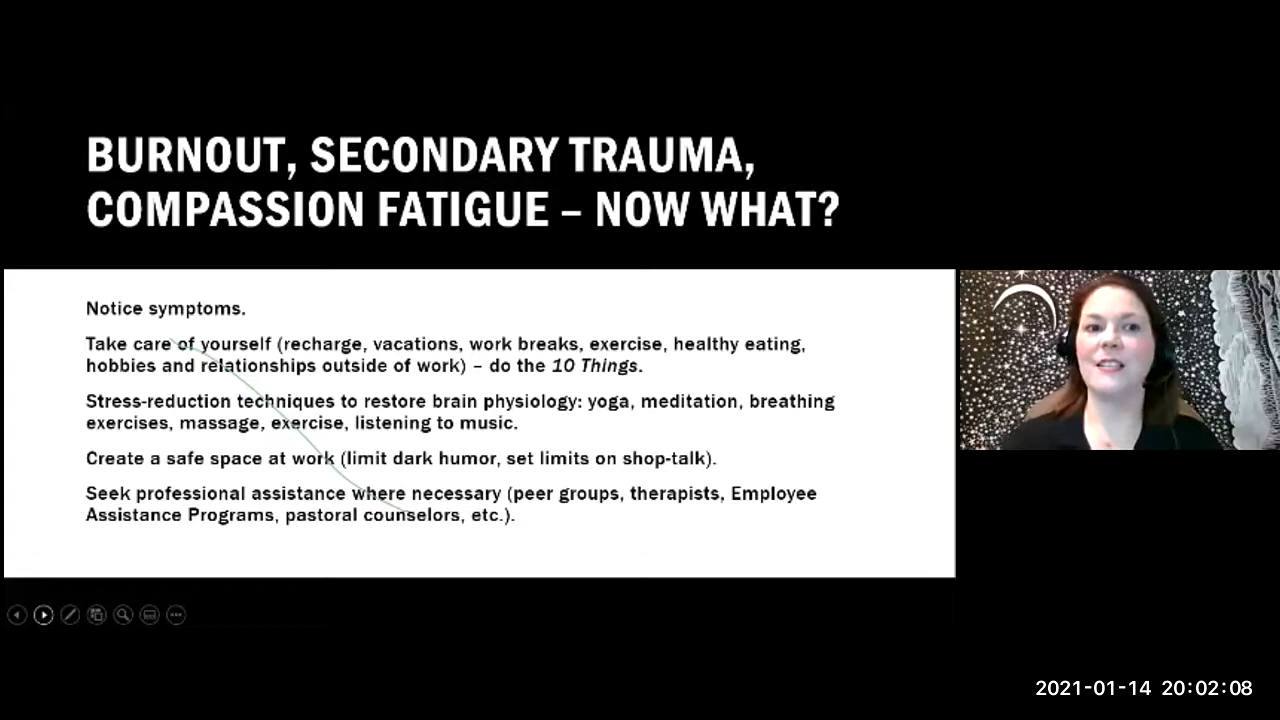 BURNOUT, SECONDARY TRAUMA,
COMPASSION FATIGUE – NOW WHAT?
Notice symptoms.
Take care of yourself (recharge, vacations, work breaks, exercise, healthy eating,
hobbies and relationships outside of work) – do the 10 Things.
Stress-reduction techniques to restore brain physiology: yoga, meditation, breathing
exercises, massage, exercise, listening to music.
Create a safe space at work (limit dark humor, set limits on shop-talk).
Seek professional assistance where necessary (peer groups, therapists, Employee
Assistance Programs, pastoral counselors, etc.).
2021-01-14 20:02:08